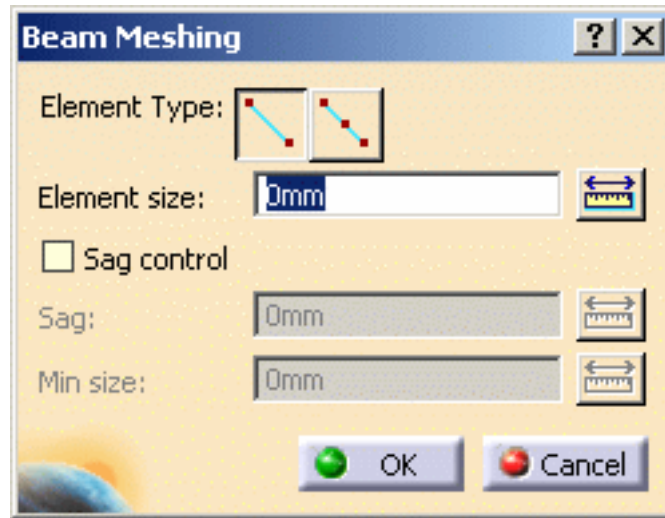 Beam Meshing ?
Element Type:
Element size: 0mm
Sag control
Sag: 0mm
Min size: 0mm
OK Cancel